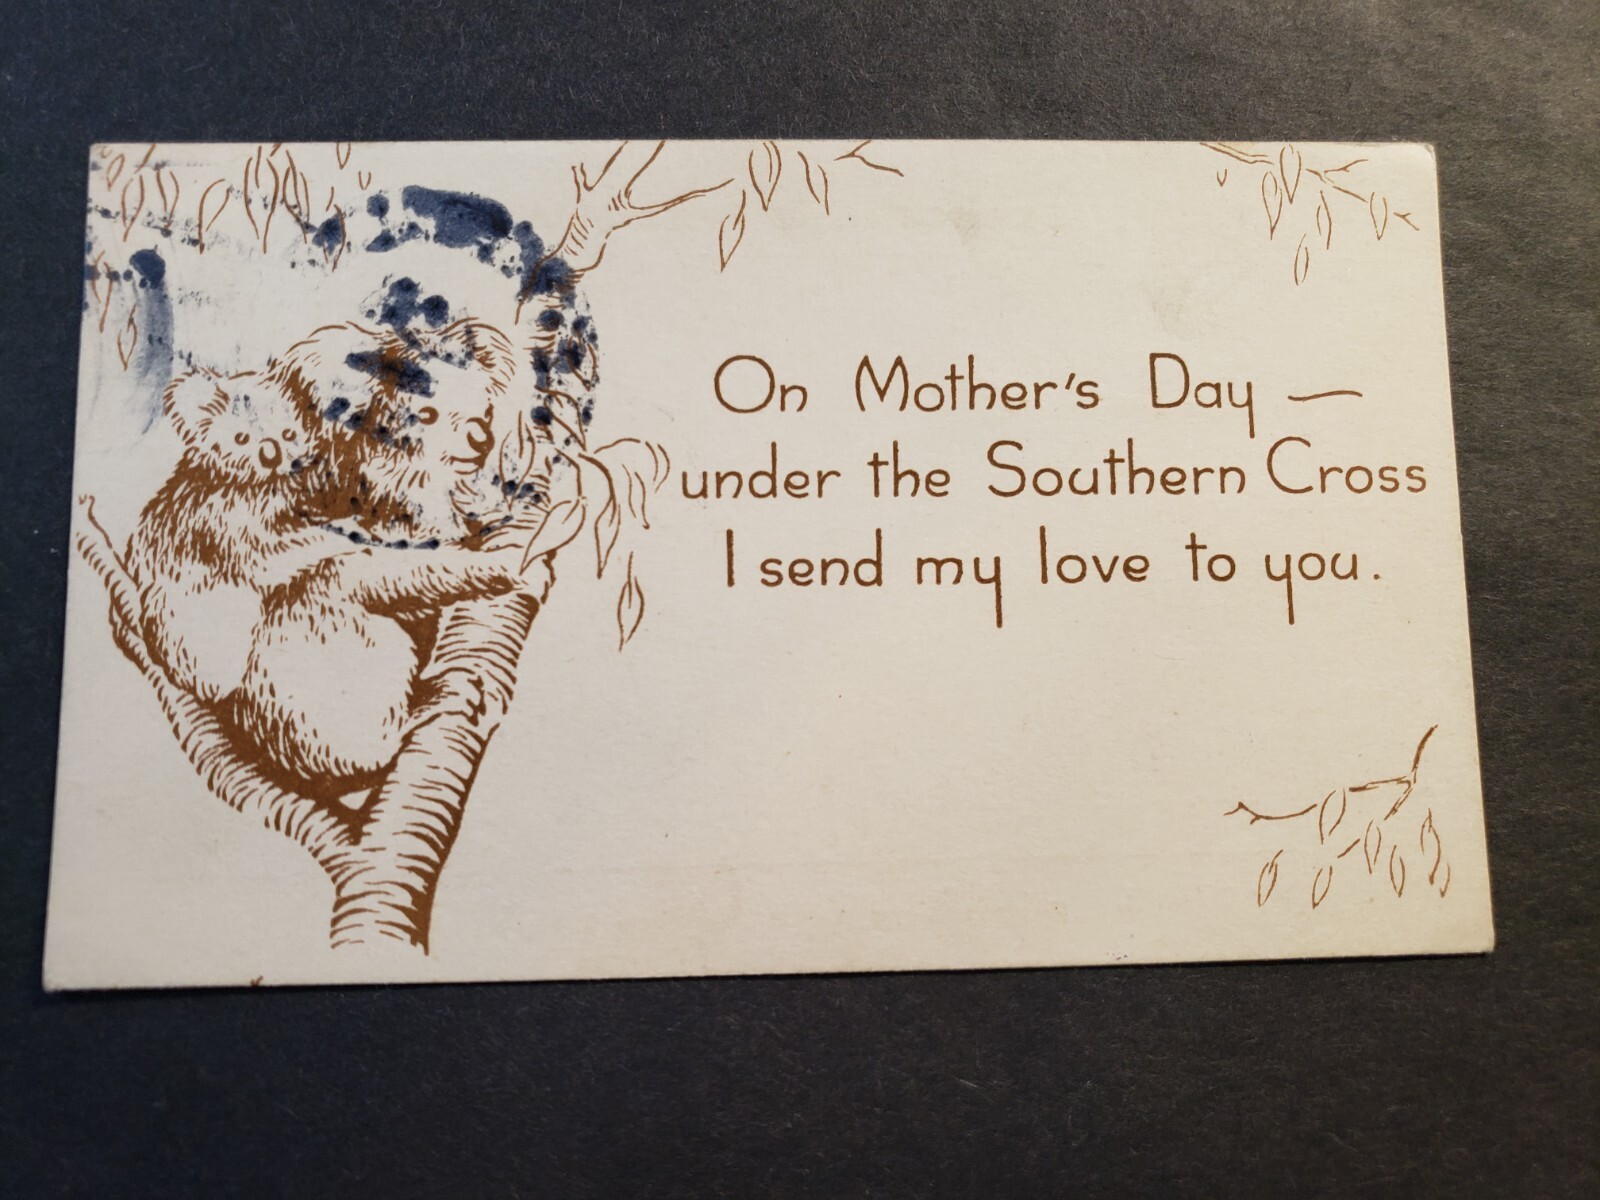 On Mother's Day —
under the Southern Cross
I send my love to you.